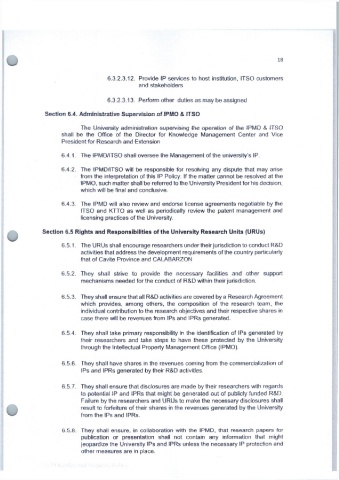 18
6.3.2.3.12. Provide IP services to host institution, ITSO customers
and stakeholders
6.3.2.3.13. Perform other duties as may be assigned
Section 6.4. Administrative Supervision of IPMO & ITSO
The University administration supervising the operation of the IPMO & ITSO
shall be the Office of the Director for Knowledge Management Center and Vice
President for Research and Extension
6.4.1. The IPMO/ITSO shall oversee the Management of the university's IP.
6.4.2. The IPMO/ITSO will be responsible for resolving any dispute that may arise
from the interpretation of this IP Policy. If the matter cannot be resolved at the
IPMO, such matter shall be referred to the University President for his decision,
which will be final and conclusive.
6.4.3. The IPMO will also review and endorse license agreements negotiable by the
ITSO and KTTO as well as periodically review the patent management and
licensing practices of the University.
Section 6.5 Rights and Responsibilities of the University Research Units (URUs)
6.5.1. The URUs shall encourage researchers under their jurisdiction to conduct R&D
activities that address the development requirements of the country particularly
that of Cavite Province and CALABARZON
6.5.2. They shall strive to provide the necessary facilities and other support
mechanisms needed for the conduct of R&D within their jurisdiction.
6.5.3. They shall ensure that all R&D activities are covered by a Research Agreement
which provides, among others, the composition of the research team, the
individual contribution to the research objectives and their respective shares in
case there will be revenues from IPs and IPRs generated.
6.5.4. They shall take primary responsibility in the identification of IPs generated by
their researchers and take steps to have these protected by the University
through the Intellectual Property Management Office (IPMO).
6.5.6. They shall have shares in the revenues coming from the commercialization of
IPs and IPRs generated by their R&D activities.
6.5.7. They shall ensure that disclosures are made by their researchers with regards
to potential IP and IPRs that might be generated out of publicly funded R&D.
Failure by the researchers and URUs to make the necessary disclosures shall
result to forfeiture of their shares in the revenues generated by the University
from the IPs and IPRs.
6.5.8. They shall ensure, in collaboration with the IPMO, that research papers for
publication or presentation shall not contain any information that might
jeopardize the University IPs and IPRs unless the necessary IP protection and
other measures are in place.